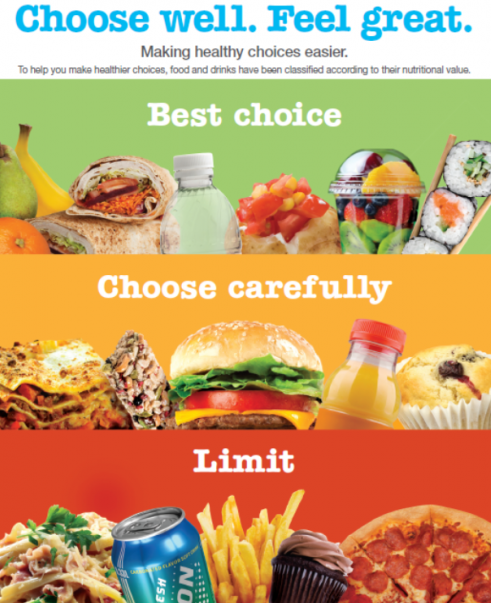 Choose well. Feel great.
Making healthy choices easier.
To help you make healthier choices, food and drinks have been classified according to their nutritional value.
Best choice
Choose carefully
Limit